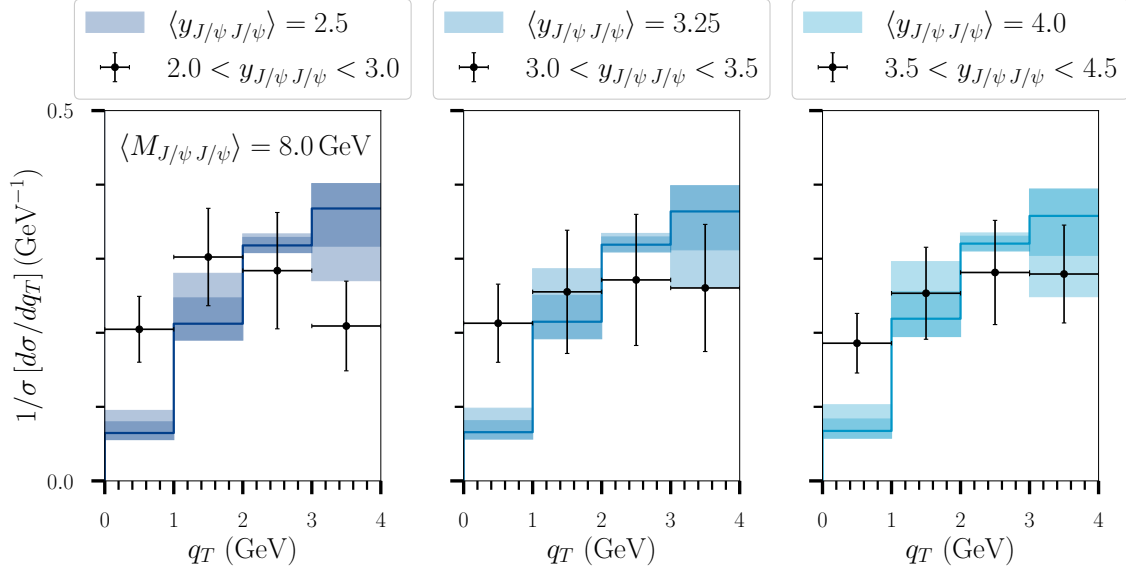 ⟨y_{J/ψ J/ψ}⟩ = 2.5
2.0 < y_{J/ψ J/ψ} < 3.0
⟨y_{J/ψ J/ψ}⟩ = 3.25
3.0 < y_{J/ψ J/ψ} < 3.5
⟨y_{J/ψ J/ψ}⟩ = 4.0
3.5 < y_{J/ψ J/ψ} < 4.5
⟨M_{J/ψ J/ψ}⟩ = 8.0 GeV
1/σ [dσ/dq_T] (GeV⁻¹)
0.5
0.0
0 1 2 3 4
q_T (GeV)
0 1 2 3 4
q_T (GeV)
0 1 2 3 4
q_T (GeV)